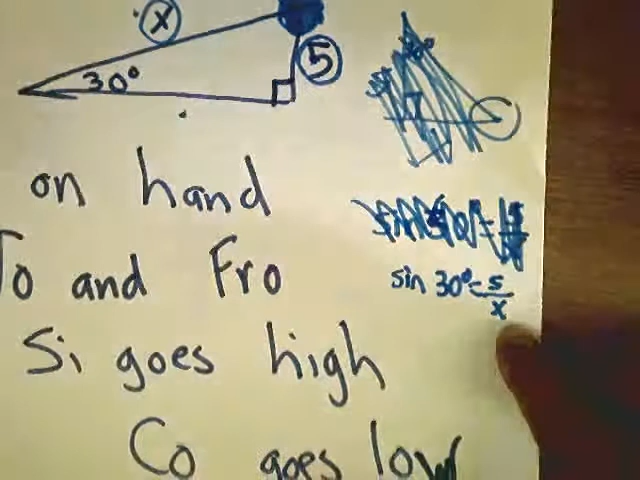 x
30°
5
on hand
To and Fro
sin 30° = 5/x
Si goes high
Co goes low